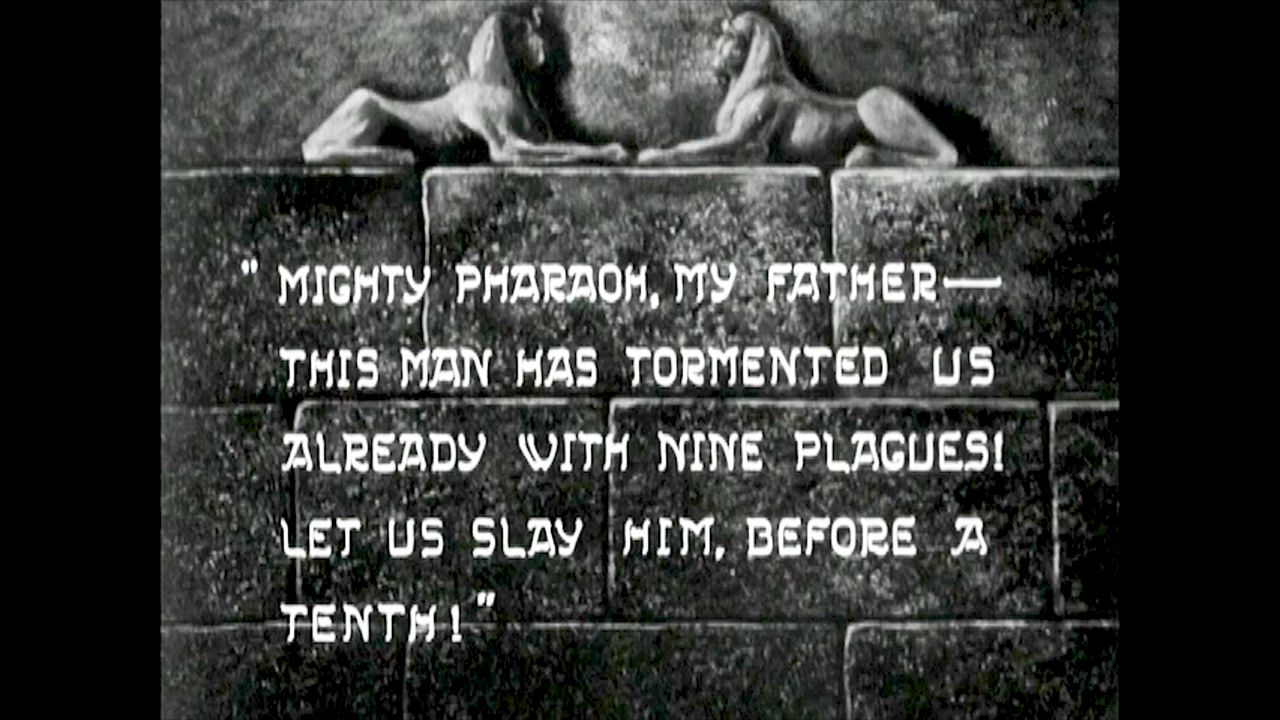 "MIGHTY PHARAOH, MY FATHER—
THIS MAN HAS TORMENTED US
ALREADY WITH NINE PLAGUES!
LET US SLAY HIM, BEFORE A
TENTH!"